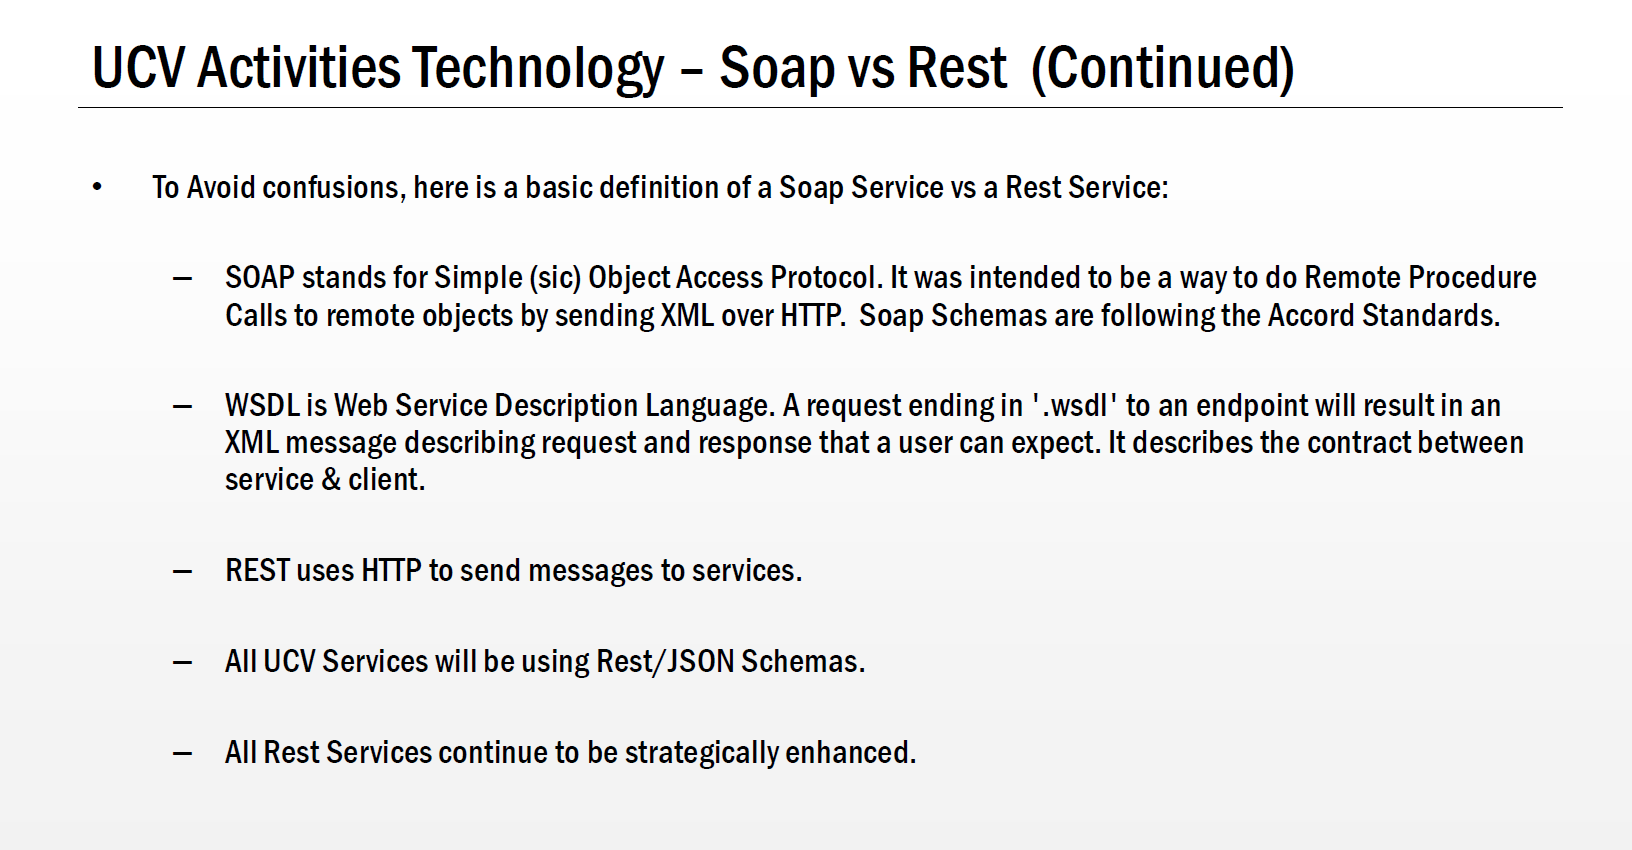 UCV Activities Technology – Soap vs Rest  (Continued)
• To Avoid confusions, here is a basic definition of a Soap Service vs a Rest Service:
– SOAP stands for Simple (sic) Object Access Protocol. It was intended to be a way to do Remote Procedure
Calls to remote objects by sending XML over HTTP.  Soap Schemas are following the Accord Standards.
– WSDL is Web Service Description Language. A request ending in '.wsdl' to an endpoint will result in an
XML message describing request and response that a user can expect. It describes the contract between
service & client.
– REST uses HTTP to send messages to services.
– All UCV Services will be using Rest/JSON Schemas.
– All Rest Services continue to be strategically enhanced.